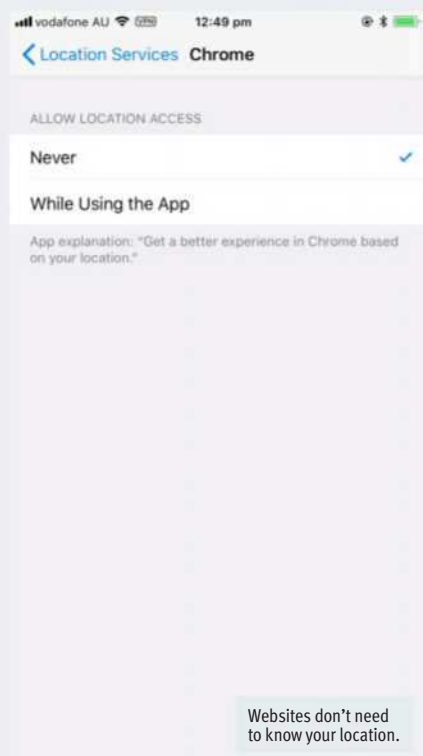 vodafone AU VPN 12:49 pm
Location Services Chrome
ALLOW LOCATION ACCESS
Never
While Using the App
App explanation: "Get a better experience in Chrome based
on your location."
Websites don't need
to know your location.